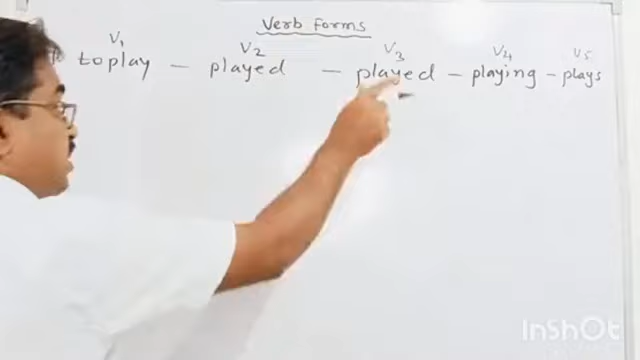 Verb forms
V1 V2 V3 V4 V5
to play – played – played – playing – plays
InShOt